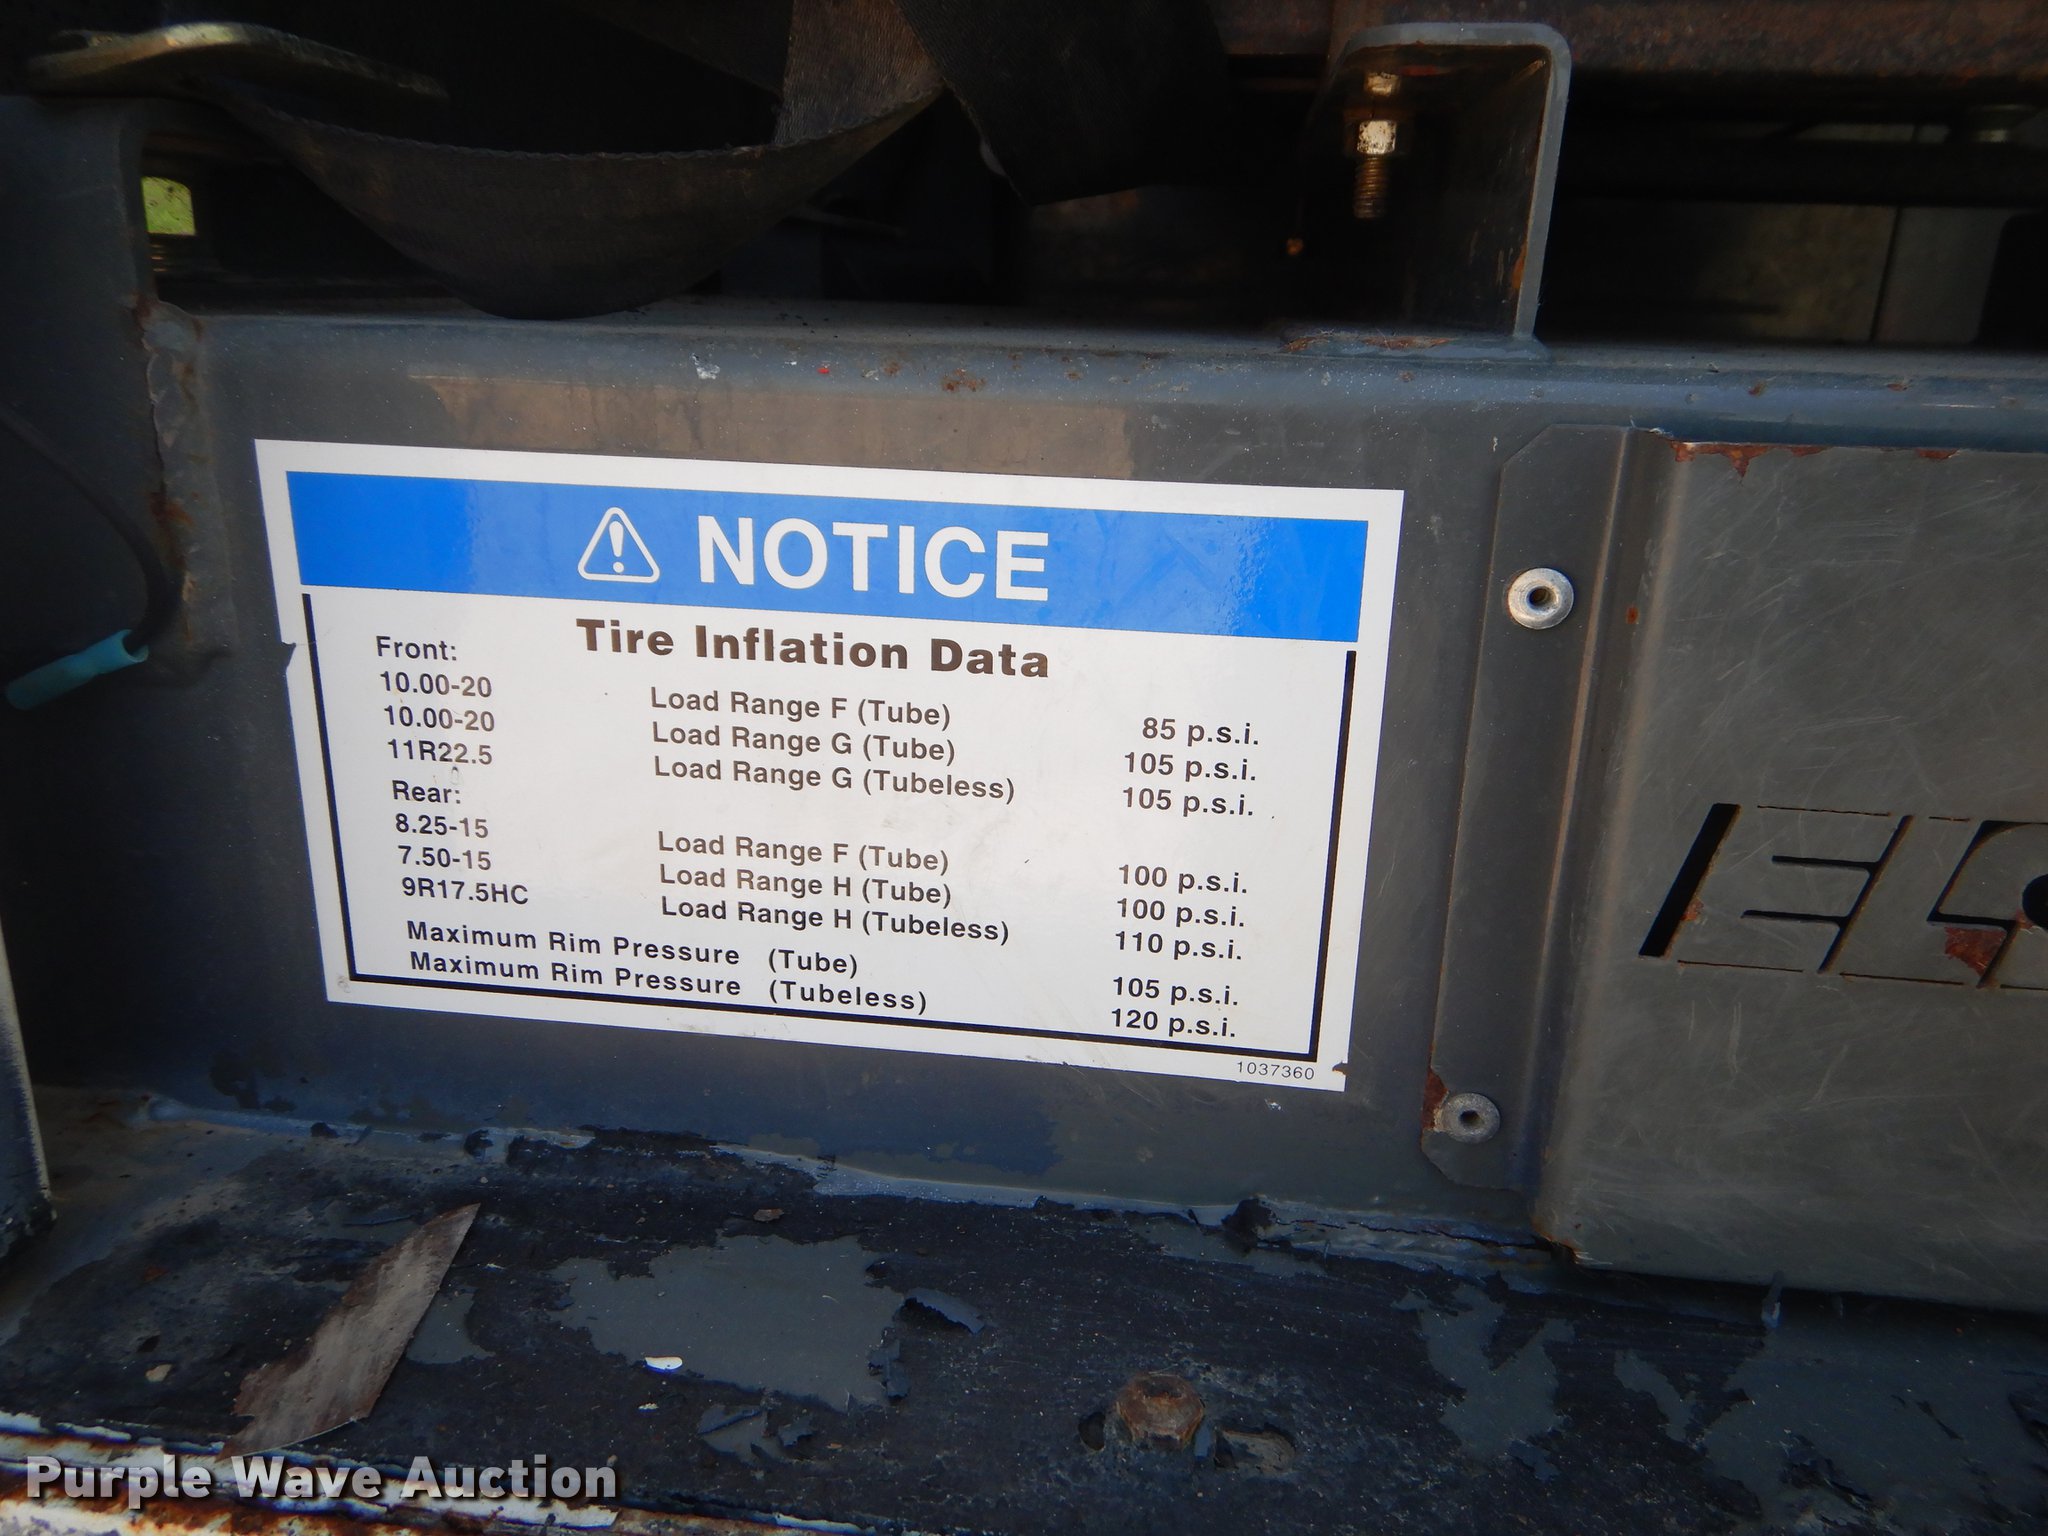 NOTICE
Tire Inflation Data
Front:
10.00-20 Load Range F (Tube) 85 p.s.i.
10.00-20 Load Range G (Tube) 105 p.s.i.
11R22.5 Load Range G (Tubeless) 105 p.s.i.
Rear:
8.25-15 Load Range F (Tube) 100 p.s.i.
7.50-15 Load Range H (Tube) 100 p.s.i.
9R17.5HC Load Range H (Tubeless) 110 p.s.i.
Maximum Rim Pressure (Tube) 105 p.s.i.
Maximum Rim Pressure (Tubeless) 120 p.s.i.
1037360
Purple Wave Auction